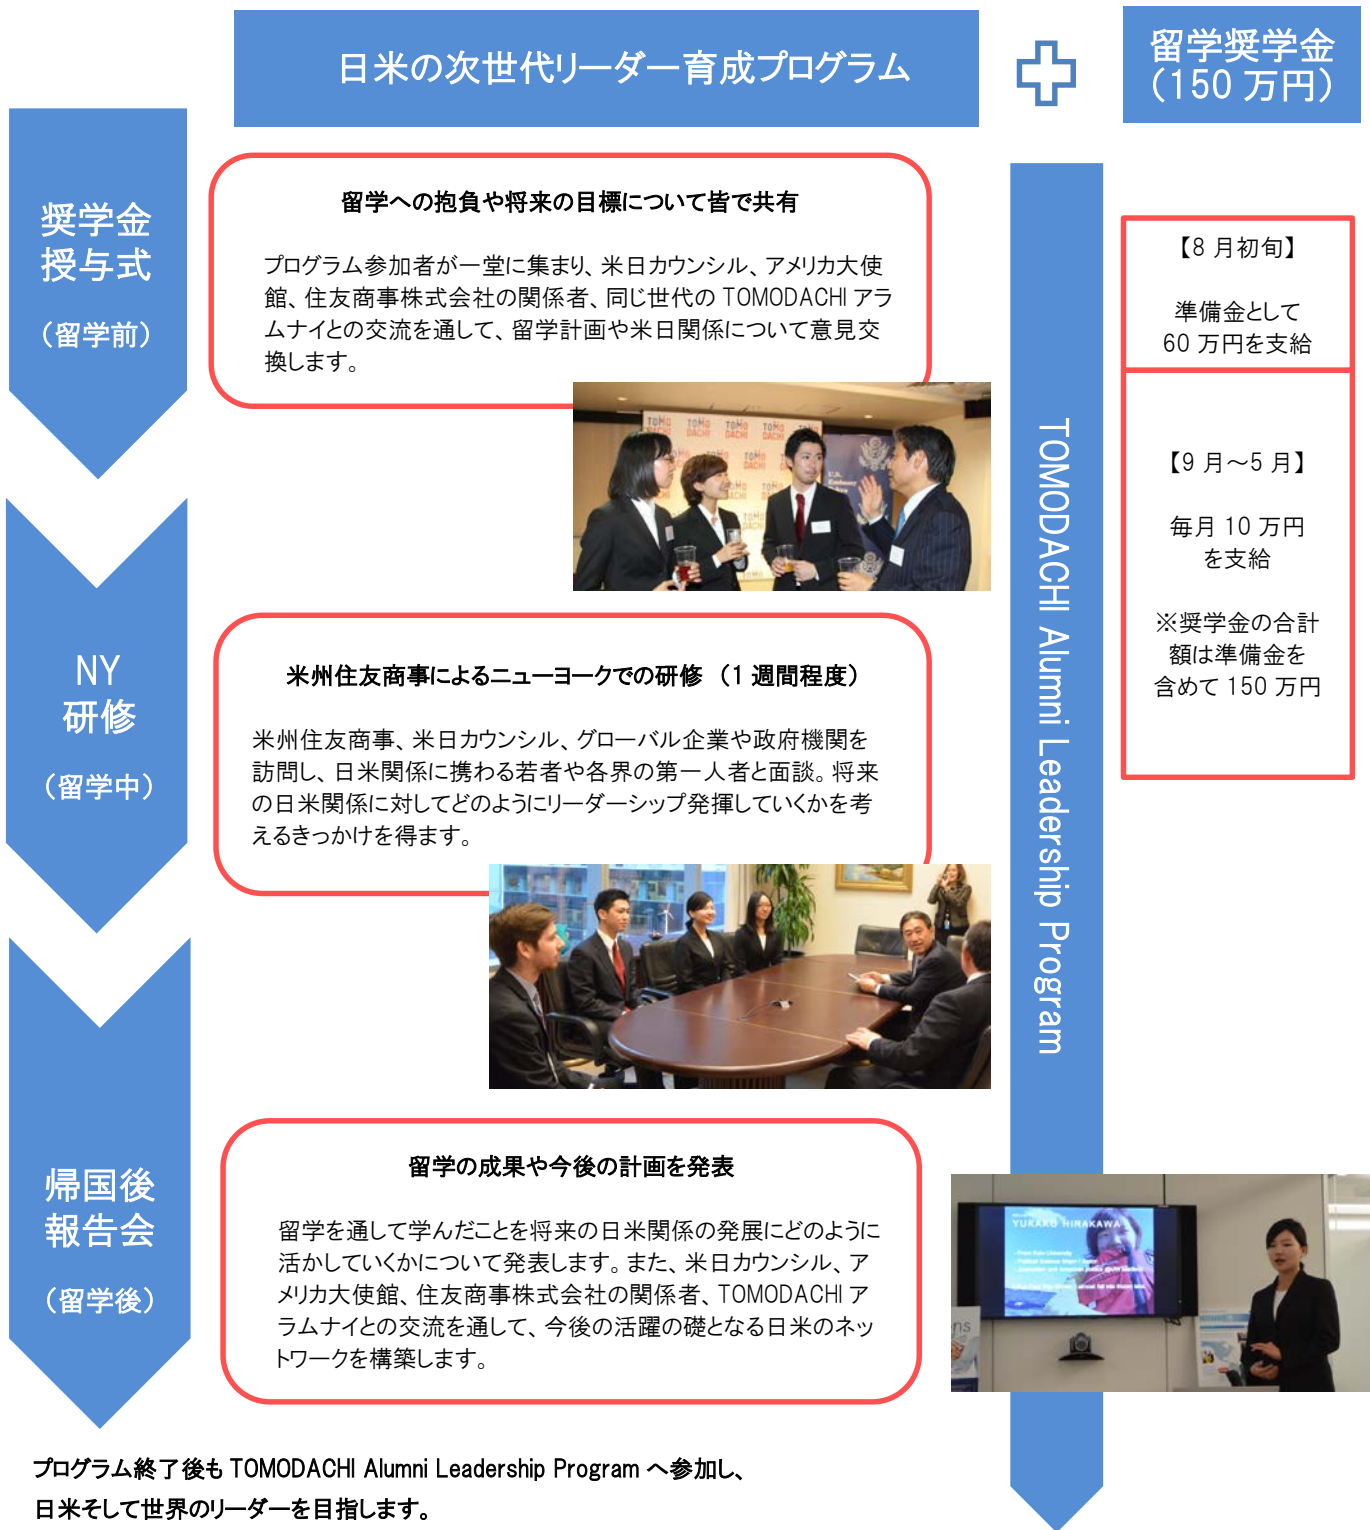 日米の次世代リーダー育成プログラム
留学奨学金
（150 万円）
奨学金
授与式
（留学前）
留学への抱負や将来の目標について皆で共有
プログラム参加者が一堂に集まり、米日カウンシル、アメリカ大使
館、住友商事株式会社の関係者、同じ世代の TOMODACHI アラ
ムナイとの交流を通して、留学計画や米日関係について意見交
換します。
【8 月初旬】
準備金として
60 万円を支給
【9 月～5 月】
毎月 10 万円
を支給
※奨学金の合計
額は準備金を
含めて 150 万円
TOMODACHI Alumni Leadership Program
NY
研修
（留学中）
米州住友商事によるニューヨークでの研修 （1 週間程度）
米州住友商事、米日カウンシル、グローバル企業や政府機関を
訪問し、日米関係に携わる若者や各界の第一人者と面談。将来
の日米関係に対してどのようにリーダーシップ発揮していくかを考
えるきっかけを得ます。
帰国後
報告会
（留学後）
留学の成果や今後の計画を発表
留学を通して学んだことを将来の日米関係の発展にどのように
活かしていくかについて発表します。また、米日カウンシル、ア
メリカ大使館、住友商事株式会社の関係者、TOMODACHI ア
ラムナイとの交流を通して、今後の活躍の礎となる日米のネッ
トワークを構築します。
YUKAKO HIRAKAWA
プログラム終了後も TOMODACHI Alumni Leadership Program へ参加し、
日米そして世界のリーダーを目指します。